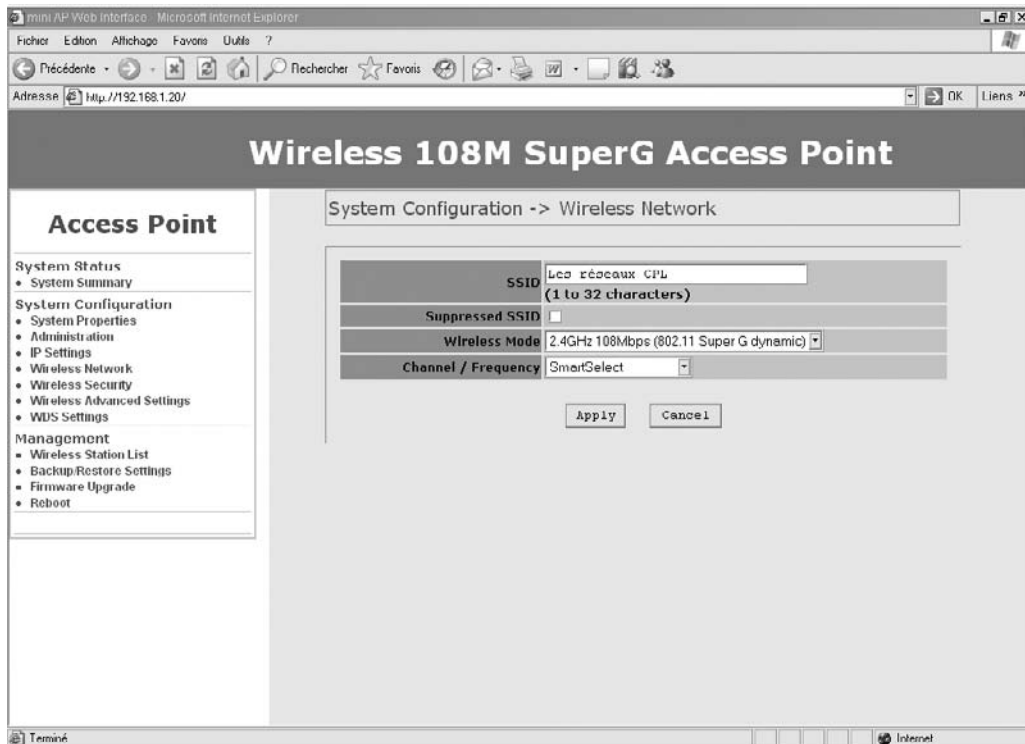 mini AP Web Interface - Microsoft Internet Explorer
Fichier Edition Affichage Favoris Outils ?
Précédente Rechercher Favoris
Adresse http://192.168.1.20/ OK Liens »
Wireless 108M SuperG Access Point
Access Point
System Status
• System Summary
System Configuration
• System Properties
• Administration
• IP Settings
• Wireless Network
• Wireless Security
• Wireless Advanced Settings
• WDS Settings
Management
• Wireless Station List
• Backup/Restore Settings
• Firmware Upgrade
• Reboot
System Configuration -> Wireless Network
SSID Les réseaux CPL
(1 to 32 characters)
Suppressed SSID
Wireless Mode 2.4GHz 108Mbps (802.11 Super G dynamic)
Channel / Frequency SmartSelect
Apply Cancel
Terminé Internet